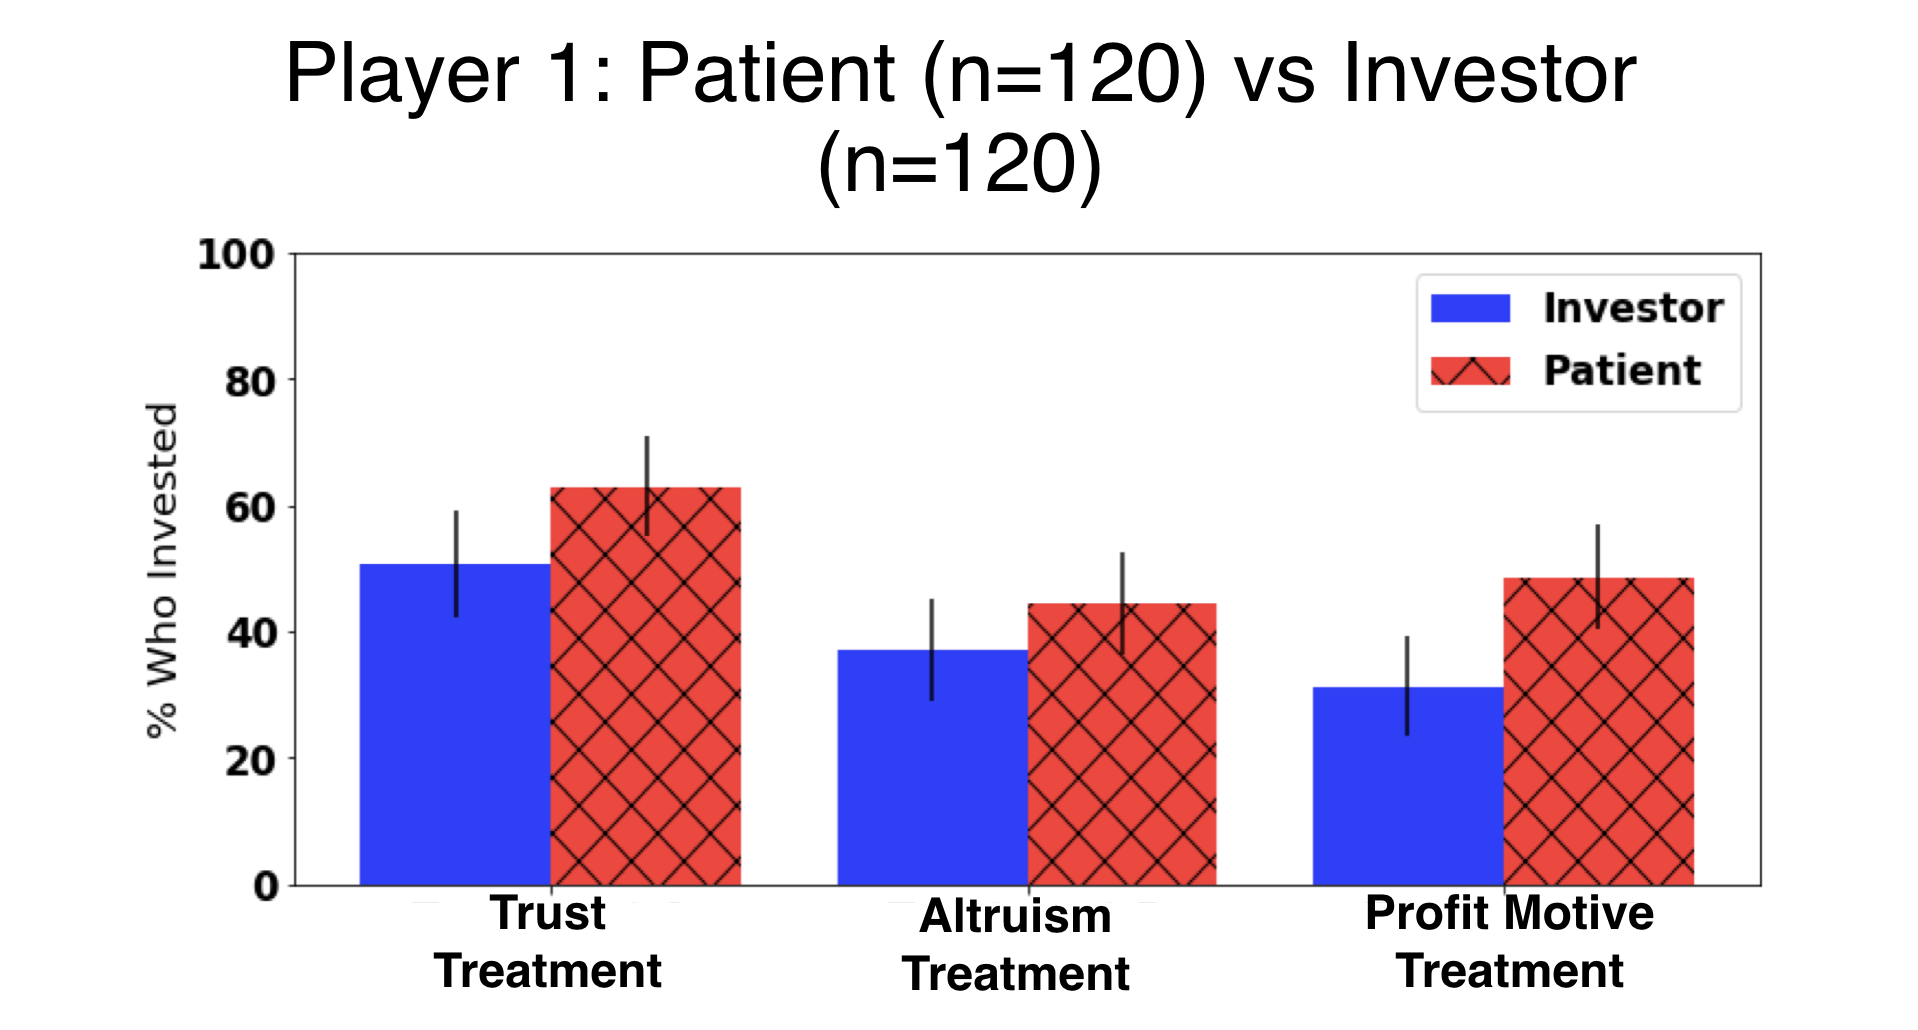 Player 1: Patient (n=120) vs Investor
(n=120)
100
80
60
40
20
0
% Who Invested
Investor
Patient
Trust
Treatment
Altruism
Treatment
Profit Motive
Treatment